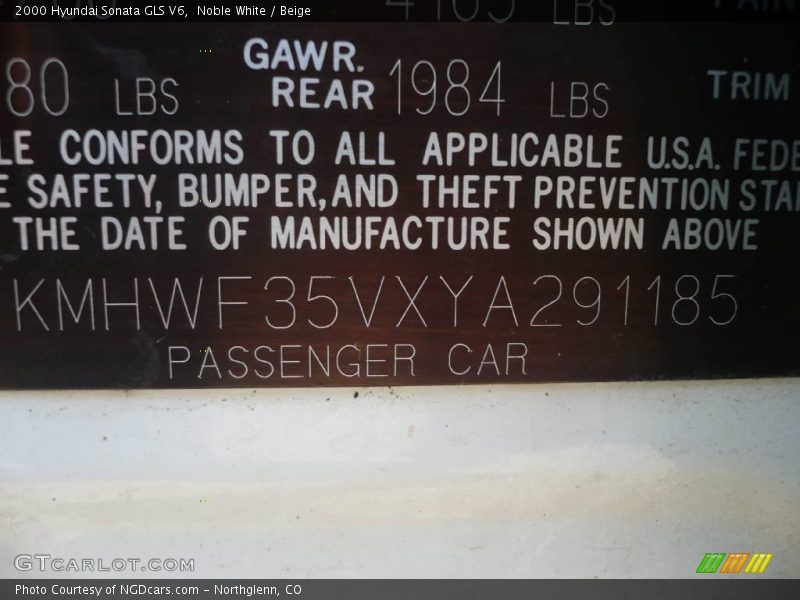 2000 Hyundai Sonata GLS V6, Noble White / Beige
LBS
GAWR.
80 LBS REAR 1984 LBS TRIM
LE CONFORMS TO ALL APPLICABLE U.S.A. FEDE
E SAFETY, BUMPER, AND THEFT PREVENTION STA
THE DATE OF MANUFACTURE SHOWN ABOVE
KMHWF35VXYA291185
PASSENGER CAR
GTCARLOT.COM
Photo Courtesy of NGDcars.com - Northglenn, CO